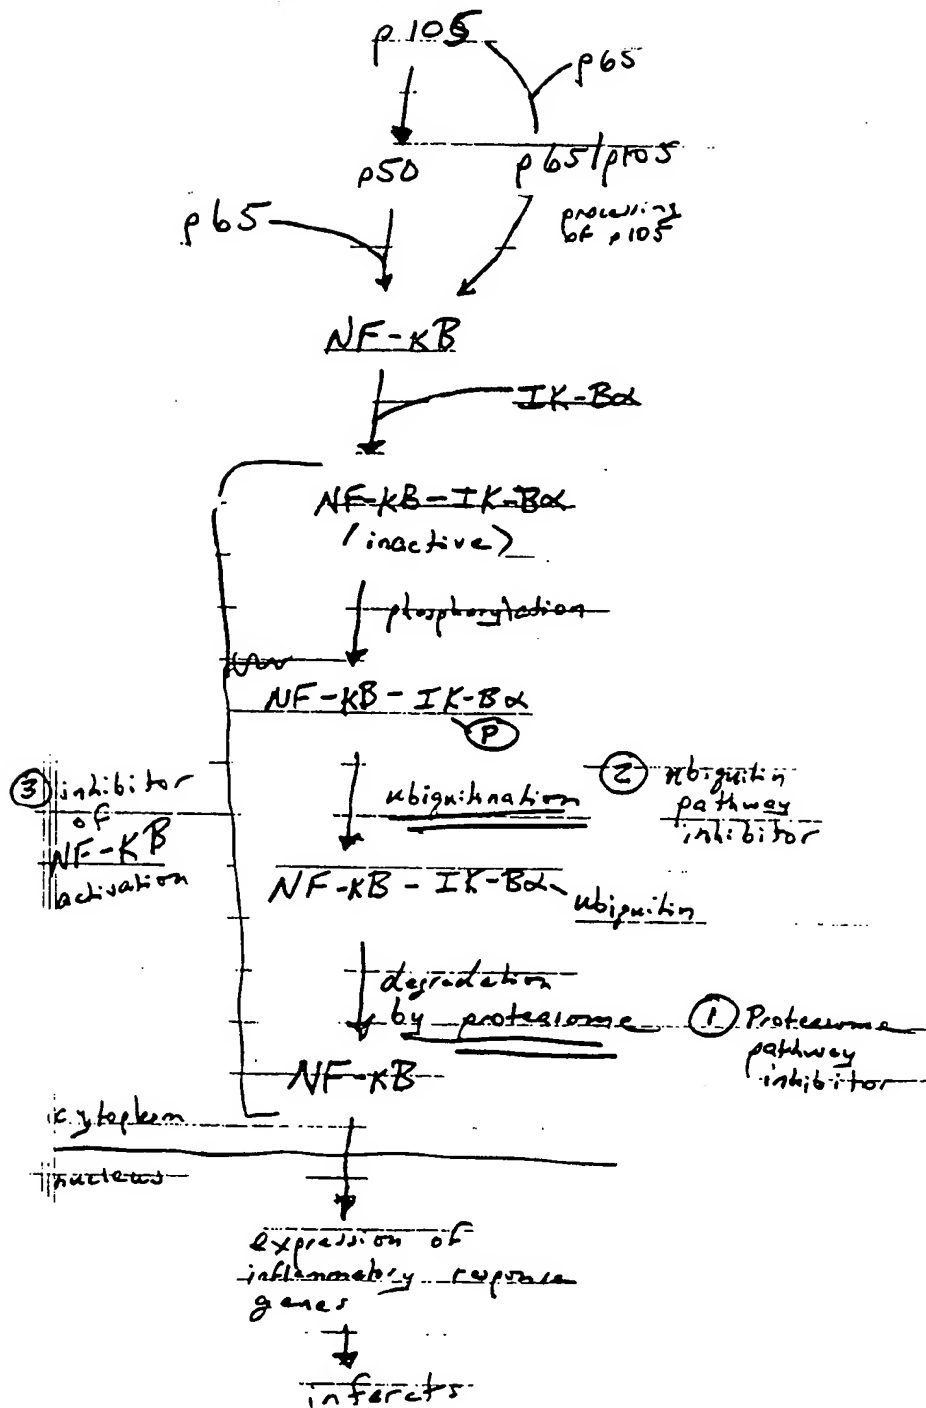 p105
p65
p50
p65/p105
processing
of p105
p65
NF-κB
IK-Bα
NF-κB-IK-Bα
(inactive)
phosphorylation
NF-κB-IK-Bα
P
③ inhibitor
of
NF-κB
activation
ubiquitination
② ubiquitin
pathway
inhibitor
NF-κB-IK-Bα-
ubiquitin
degradation
by proteasome
① Proteasome
pathway
inhibitor
NF-κB
cytoplasm
nucleus
expression of
inflammatory response
genes
infarcts